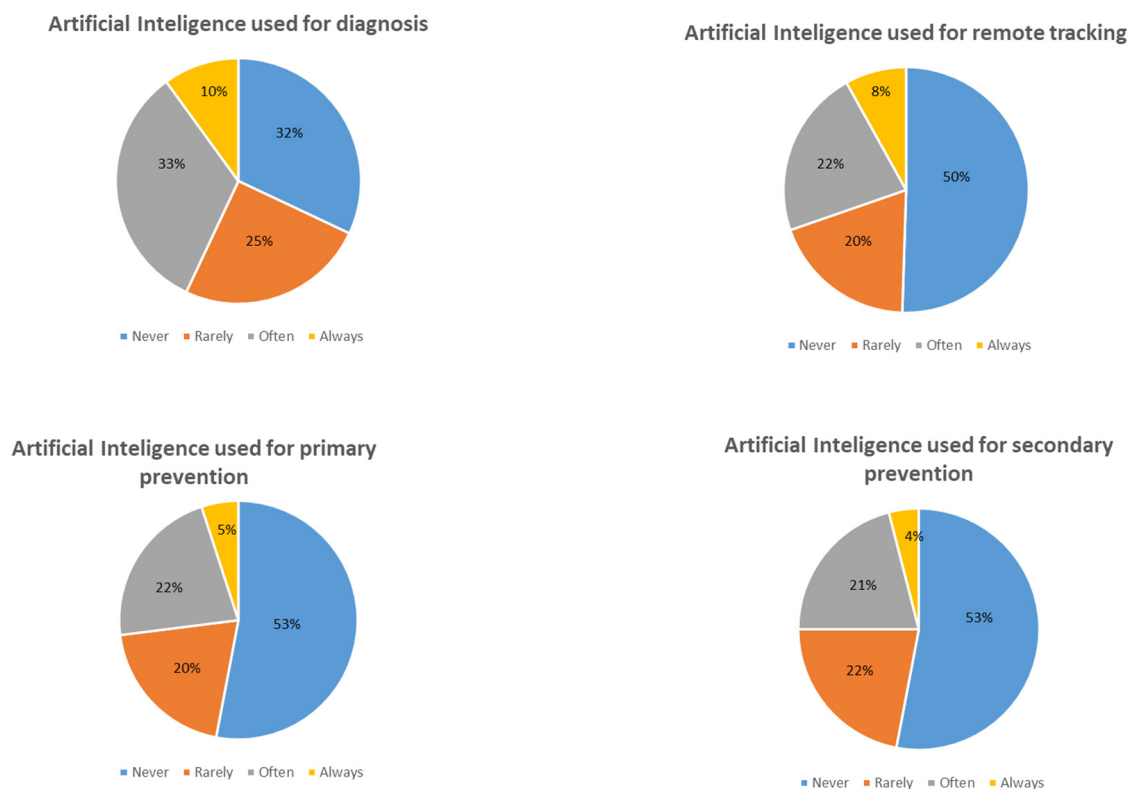 Artificial Inteligence used for diagnosis
10%
32%
33%
25%
Never Rarely Often Always
Artificial Inteligence used for remote tracking
8%
22%
50%
20%
Never Rarely Often Always
Artificial Inteligence used for primary
prevention
5%
22%
53%
20%
Never Rarely Often Always
Artificial Inteligence used for secondary
prevention
4%
21%
53%
22%
Never Rarely Often Always